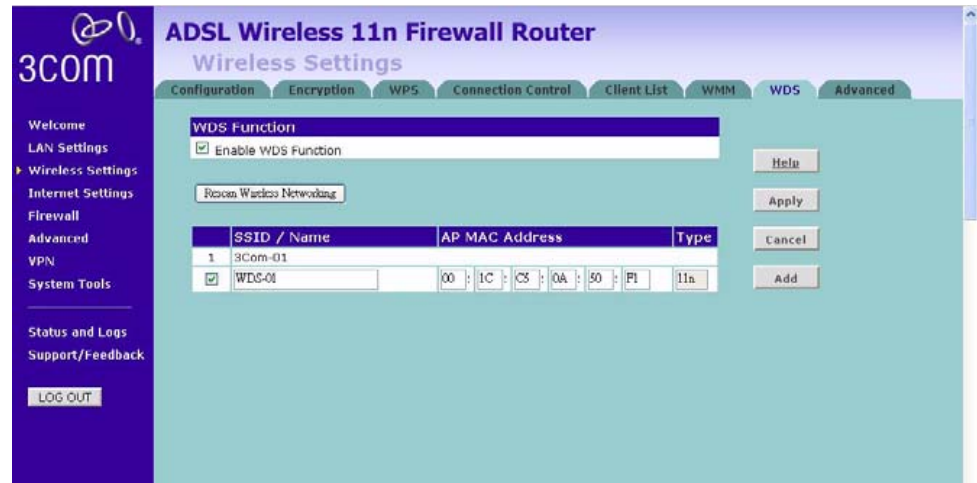 3COM
ADSL Wireless 11n Firewall Router
Wireless Settings
Configuration Encryption WPS Connection Control Client List WMM WDS Advanced
Welcome
LAN Settings
Wireless Settings
Internet Settings
Firewall
Advanced
VPN
System Tools
Status and Logs
Support/Feedback
LOG OUT
WDS Function
Enable WDS Function
Rescan Wireless Networking
SSID / Name AP MAC Address Type
1 3Com-01
WDS-01 00 : 1C : C5 : 0A : 50 : F1 11n
Help
Apply
Cancel
Add